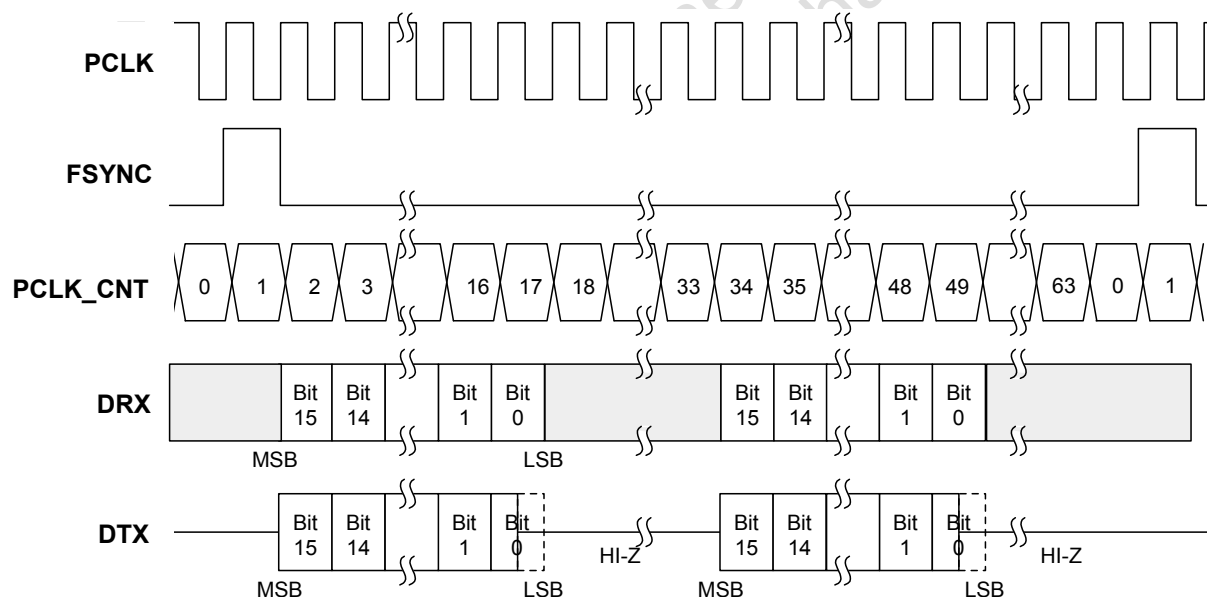 PCLK
FSYNC
PCLK_CNT 0 1 2 3 16 17 18 33 34 35 48 49 63 0 1
DRX Bit 15 Bit 14 Bit 1 Bit 0 Bit 15 Bit 14 Bit 1 Bit 0
MSB LSB
DTX Bit 15 Bit 14 Bit 1 Bit 0 HI-Z Bit 15 Bit 14 Bit 1 Bit 0 HI-Z
MSB LSB MSB LSB